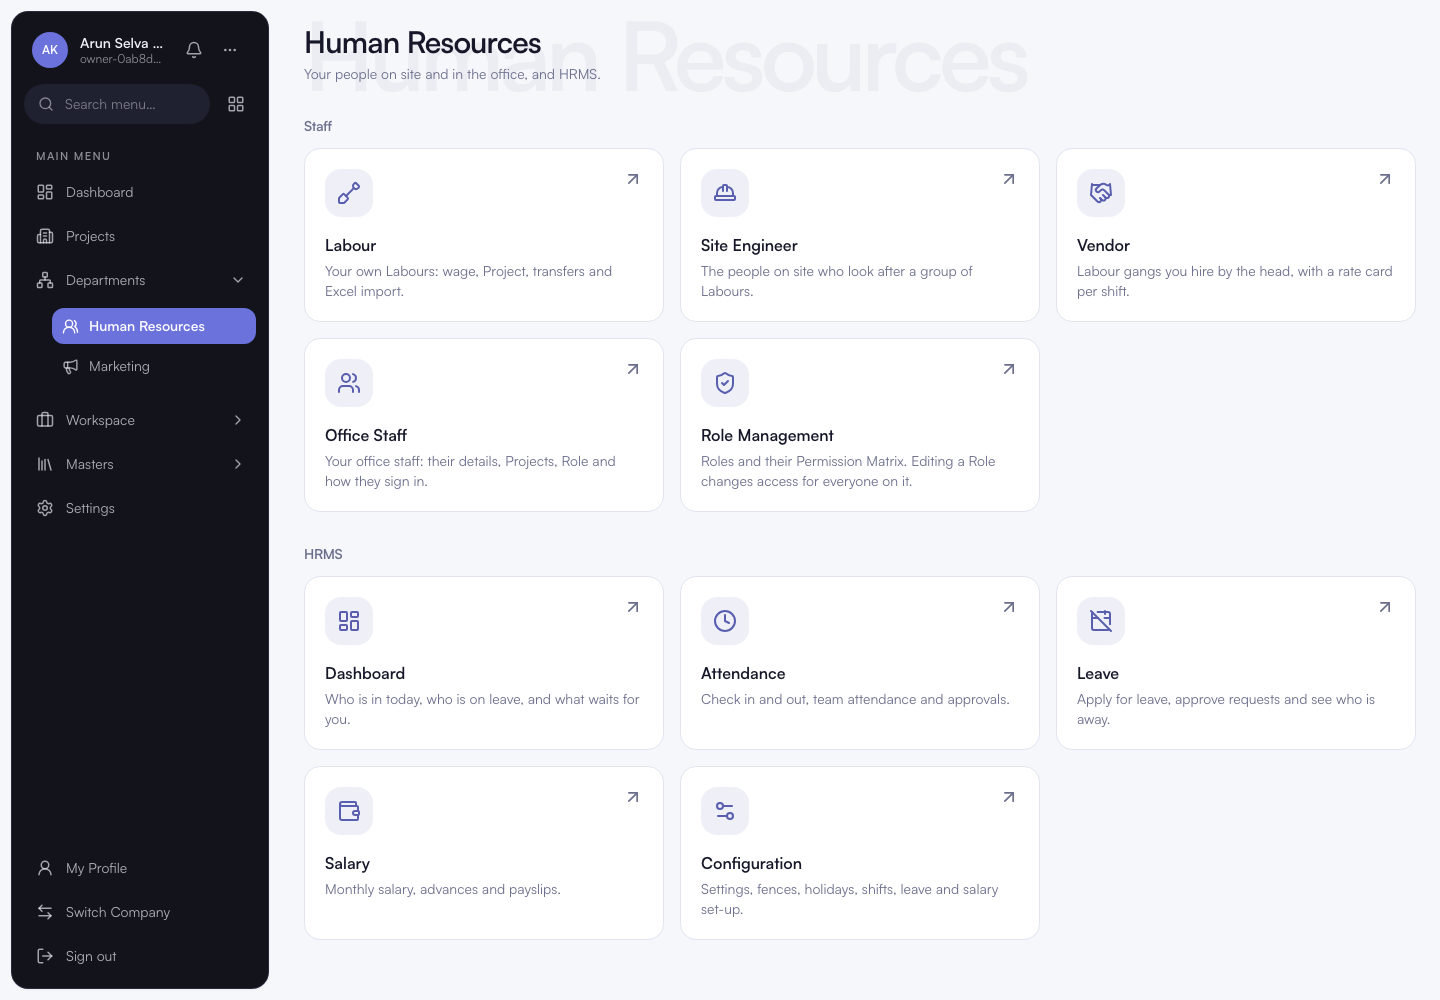 AK
Arun Selva ...
owner-0ab8d...
Search menu...
MAIN MENU
Dashboard
Projects
Departments
Human Resources
Marketing
Workspace
Masters
Settings
My Profile
Switch Company
Sign out
Human Resources
Human Resources
Your people on site and in the office, and HRMS.
Staff
Labour
Your own Labours: wage, Project, transfers and
Excel import.
Site Engineer
The people on site who look after a group of
Labours.
Vendor
Labour gangs you hire by the head, with a rate card
per shift.
Office Staff
Your office staff: their details, Projects, Role and
how they sign in.
Role Management
Roles and their Permission Matrix. Editing a Role
changes access for everyone on it.
HRMS
Dashboard
Who is in today, who is on leave, and what waits for
you.
Attendance
Check in and out, team attendance and approvals.
Leave
Apply for leave, approve requests and see who is
away.
Salary
Monthly salary, advances and payslips.
Configuration
Settings, fences, holidays, shifts, leave and salary
set-up.